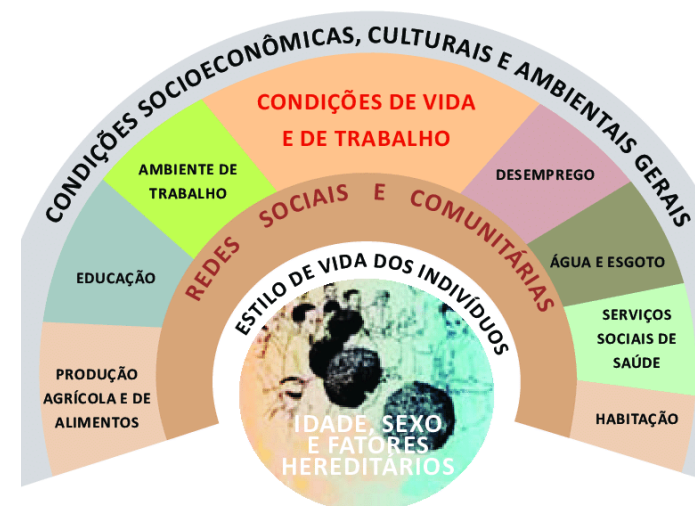 CONDIÇÕES SOCIOECONÔMICAS, CULTURAIS E AMBIENTAIS GERAIS
CONDIÇÕES DE VIDA
E DE TRABALHO
AMBIENTE DE
TRABALHO
DESEMPREGO
REDES SOCIAIS E COMUNITÁRIAS
EDUCAÇÃO
ÁGUA E ESGOTO
ESTILO DE VIDA DOS INDIVÍDUOS
SERVIÇOS
SOCIAIS DE
SAÚDE
PRODUÇÃO
AGRÍCOLA E DE
ALIMENTOS
HABITAÇÃO
IDADE, SEXO
E FATORES
HEREDITÁRIOS